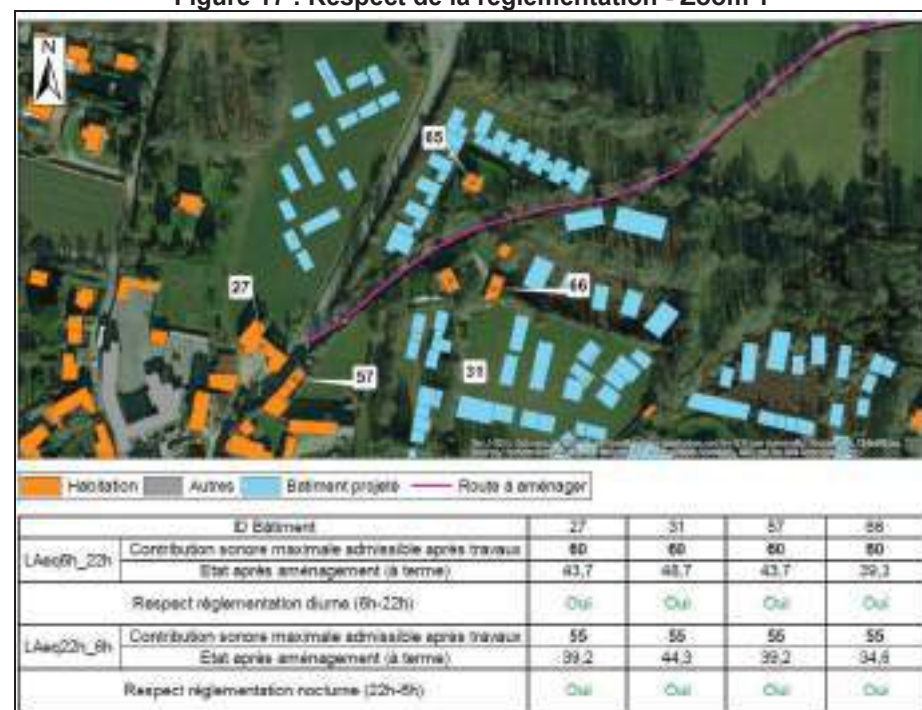 Figure 17 : Respect de la réglementation - Zoom 1
N
65
27
66
57
31
Habitation Autres Bâtiment projeté Route à aménager
ID Bâtiment 27 31 57 66
LAeq6h_22h Contribution sonore maximale admissible après travaux 60 60 60 60
Etat après aménagement (à terme) 43,7 48,7 43,7 39,3
Respect réglementation diurne (6h-22h) Oui Oui Oui Oui
LAeq22h_6h Contribution sonore maximale admissible après travaux 55 55 55 55
Etat après aménagement (à terme) 39,2 44,3 39,2 34,6
Respect réglementation nocturne (22h-6h) Oui Oui Oui Oui